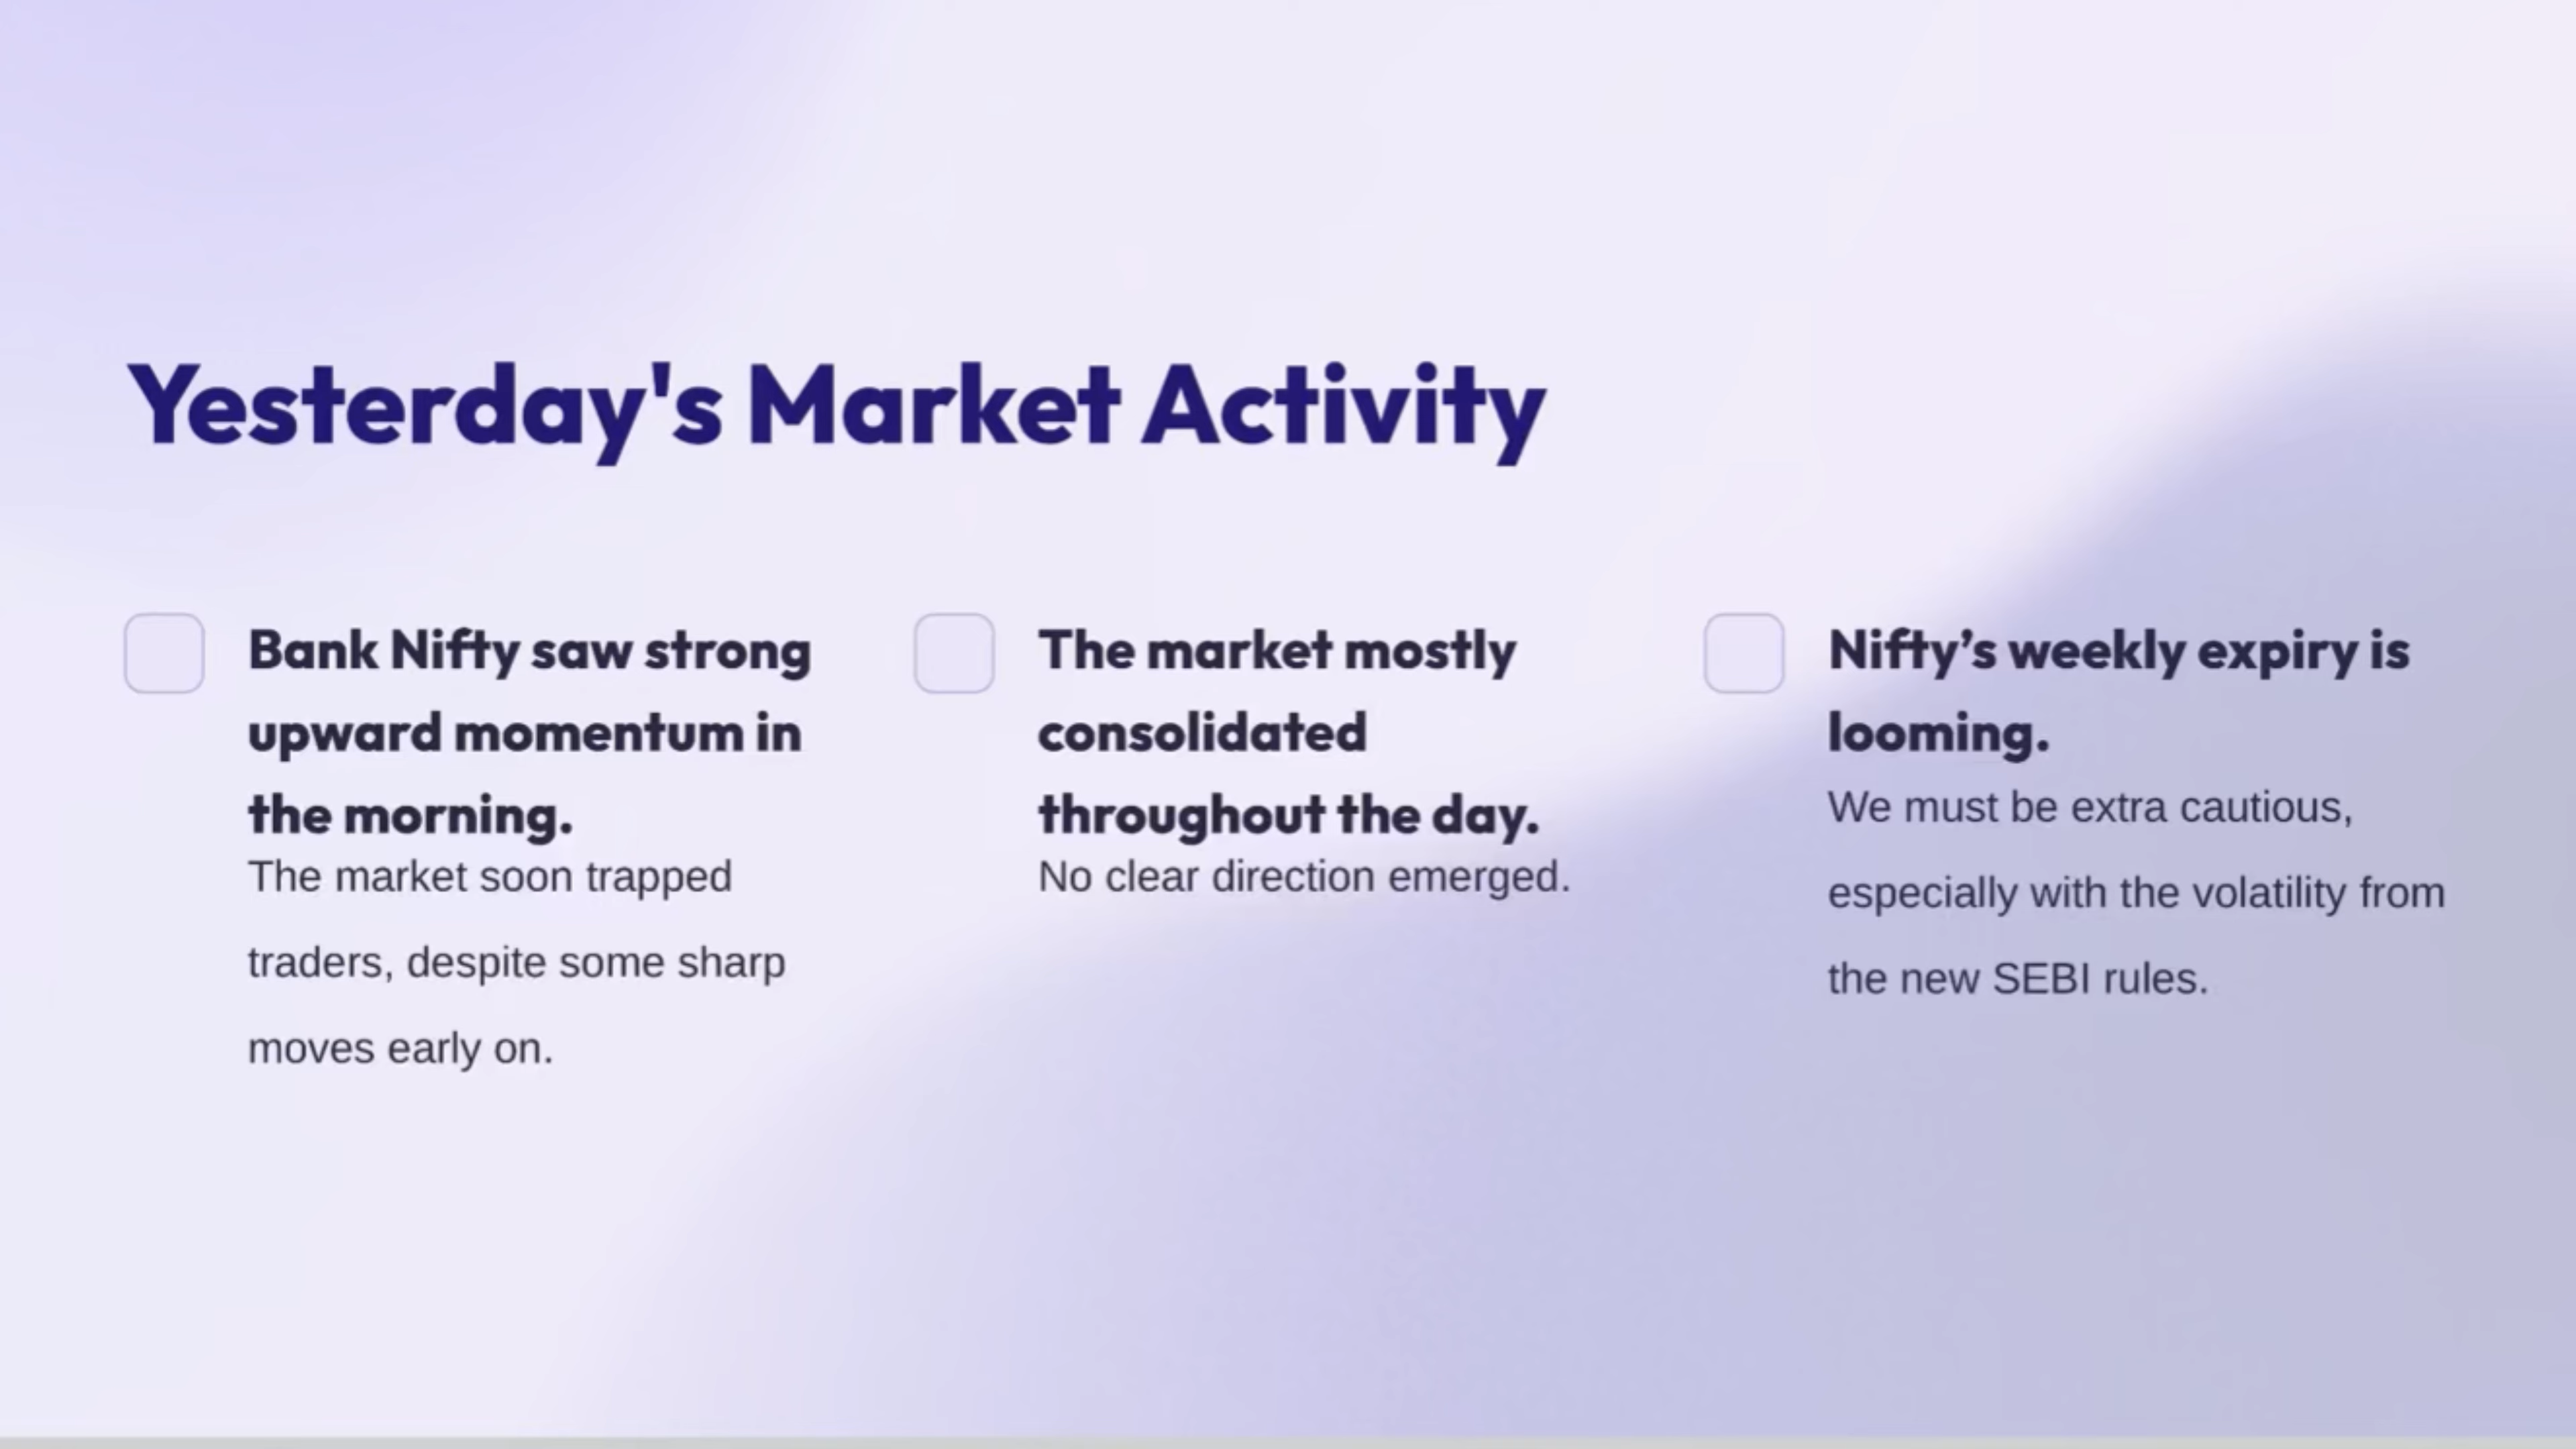 Yesterday's Market Activity
Bank Nifty saw strong
upward momentum in
the morning.
The market soon trapped
traders, despite some sharp
moves early on.
The market mostly
consolidated
throughout the day.
No clear direction emerged.
Nifty’s weekly expiry is
looming.
We must be extra cautious,
especially with the volatility from
the new SEBI rules.